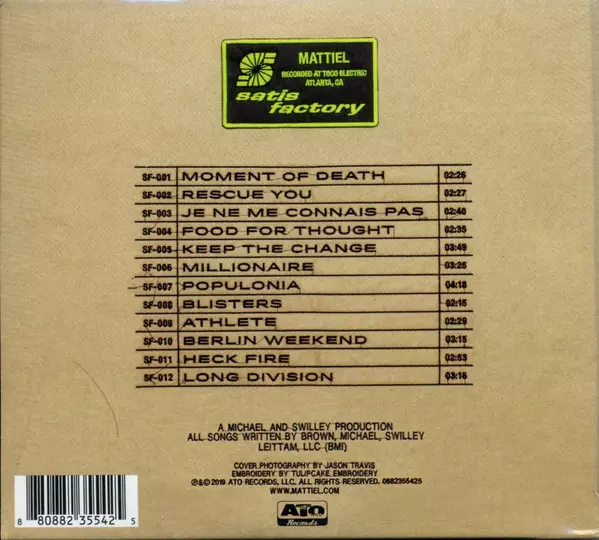 MATTIEL
RECORDED AT TOCO ELECTRIC
ATLANTA, GA
satis
factory
SF-001 MOMENT OF DEATH 02:26
SF-002 RESCUE YOU 02:27
SF-003 JE NE ME CONNAIS PAS 02:40
SF-004 FOOD FOR THOUGHT 02:35
SF-005 KEEP THE CHANGE 03:49
SF-006 MILLIONAIRE 03:25
SF-007 POPULONIA 04:18
SF-008 BLISTERS 02:15
SF-009 ATHLETE 02:29
SF-010 BERLIN WEEKEND 03:15
SF-011 HECK FIRE 02:53
SF-012 LONG DIVISION 03:16
A MICHAEL AND SWILLEY PRODUCTION
ALL SONGS WRITTEN BY BROWN, MICHAEL, SWILLEY
LEITTAM, LLC (BMI)
COVER PHOTOGRAPHY BY JASON TRAVIS
EMBROIDERY BY TULIPCAKE EMBROIDERY
℗&© 2019 ATO RECORDS, LLC. ALL RIGHTS RESERVED. 0882355425
WWW.MATTIEL.COM
8 80882 35542 5
ATO
Records